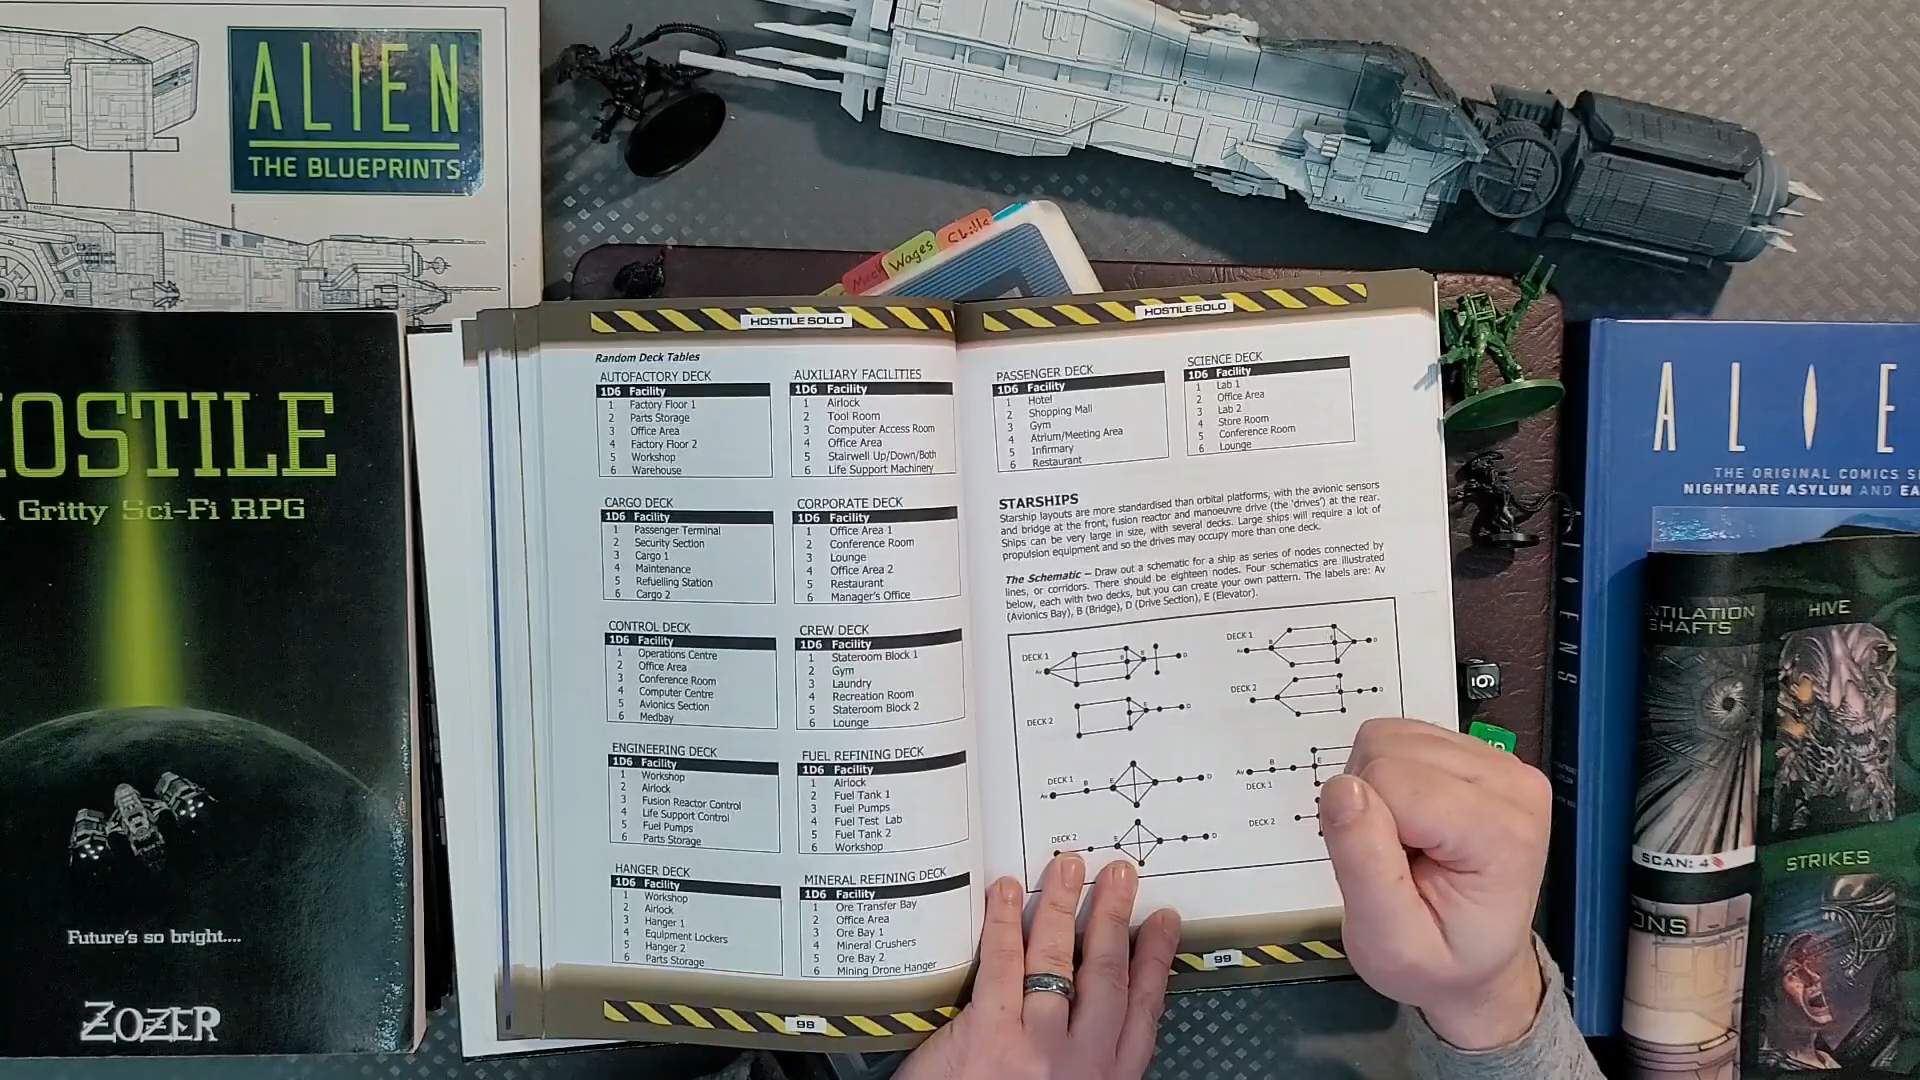 ALIEN
THE BLUEPRINTS
Wages
Chills
HOSTILE
A Gritty Sci-Fi RPG
Future's so bright....
ZOZER
HOSTILE SOLO
Random Deck Tables
AUTOFACTORY DECK
1D6 Facility
1 Factory Floor 1
2 Parts Storage
3 Office Area
4 Factory Floor 2
5 Workshop
6 Warehouse
CARGO DECK
1D6 Facility
1 Passenger Terminal
2 Security Section
3 Cargo 1
4 Maintenance
5 Refuelling Station
6 Cargo 2
CONTROL DECK
1D6 Facility
1 Operations Centre
2 Office Area
3 Conference Room
4 Computer Centre
5 Avionics Section
6 Medbay
ENGINEERING DECK
1D6 Facility
1 Workshop
2 Airlock
3 Fusion Reactor Control
4 Life Support Control
5 Fuel Pumps
6 Parts Storage
HANGER DECK
1D6 Facility
1 Workshop
2 Airlock
3 Hanger 1
4 Equipment Lockers
5 Hanger 2
6 Parts Storage
AUXILIARY FACILITIES
1D6 Facility
1 Airlock
2 Tool Room
3 Computer Access Room
4 Office Area
5 Stairwell Up/Down/Both
6 Life Support Machinery
CORPORATE DECK
1D6 Facility
1 Office Area 1
2 Conference Room
3 Lounge
4 Office Area 2
5 Restaurant
6 Manager's Office
CREW DECK
1D6 Facility
1 Stateroom Block 1
2 Gym
3 Laundry
4 Recreation Room
5 Stateroom Block 2
6 Lounge
FUEL REFINING DECK
1D6 Facility
1 Airlock
2 Fuel Tank 1
3 Fuel Pumps
4 Fuel Test Lab
5 Fuel Tank 2
6 Workshop
MINERAL REFINING DECK
1D6 Facility
1 Ore Transfer Bay
2 Office Area
3 Ore Bay 1
4 Mineral Crushers
5 Ore Bay 2
6 Mining Drone Hanger
98
HOSTILE SOLO
PASSENGER DECK
1D6 Facility
1 Hotel
2 Shopping Mall
3 Gym
4 Atrium/Meeting Area
5 Infirmary
6 Restaurant
SCIENCE DECK
1D6 Facility
1 Lab 1
2 Office Area
3 Lab 2
4 Store Room
5 Conference Room
6 Lounge
STARSHIPS
Starship layouts are more standardised than orbital platforms, with the avionic sensors
and bridge at the front, fusion reactor and manoeuvre drive (the 'drives') at the rear.
Ships can be very large in size, with several decks. Large ships will require a lot of
propulsion equipment and so the drives may occupy more than one deck.
The Schematic – Draw out a schematic for a ship as series of nodes connected by
lines, or corridors. There should be eighteen nodes. Four schematics are illustrated
below, each with two decks, but you can create your own pattern. The labels are: Av
(Avionics Bay), B (Bridge), D (Drive Section), E (Elevator).
DECK 1
DECK 2
DECK 1
DECK 2
DECK 1
Av B E D
DECK 2
E D
Av B E
DECK 1
DECK 2
99
ALIE
THE ORIGINAL COMICS
NIGHTMARE ASYLUM AND
ALIENS
SHAFTS
HIVE
SCAN: 4
STRIKES